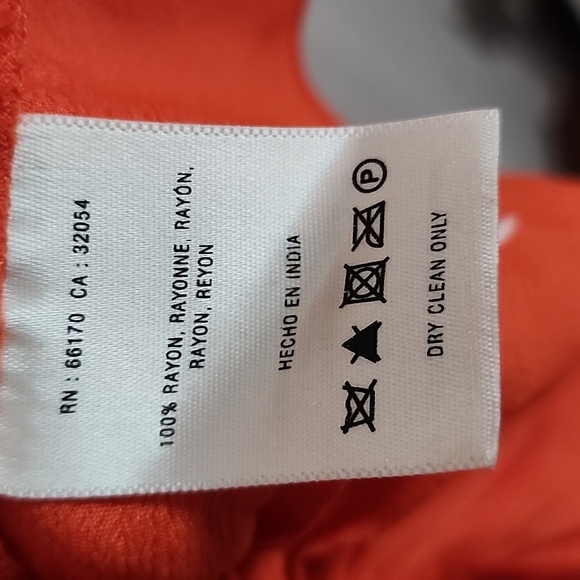 RN : 66170 CA : 32054
100% RAYON, RAYONNE, RAYÓN,
RAYON, REYON
HECHO EN INDIA
P
DRY CLEAN ONLY